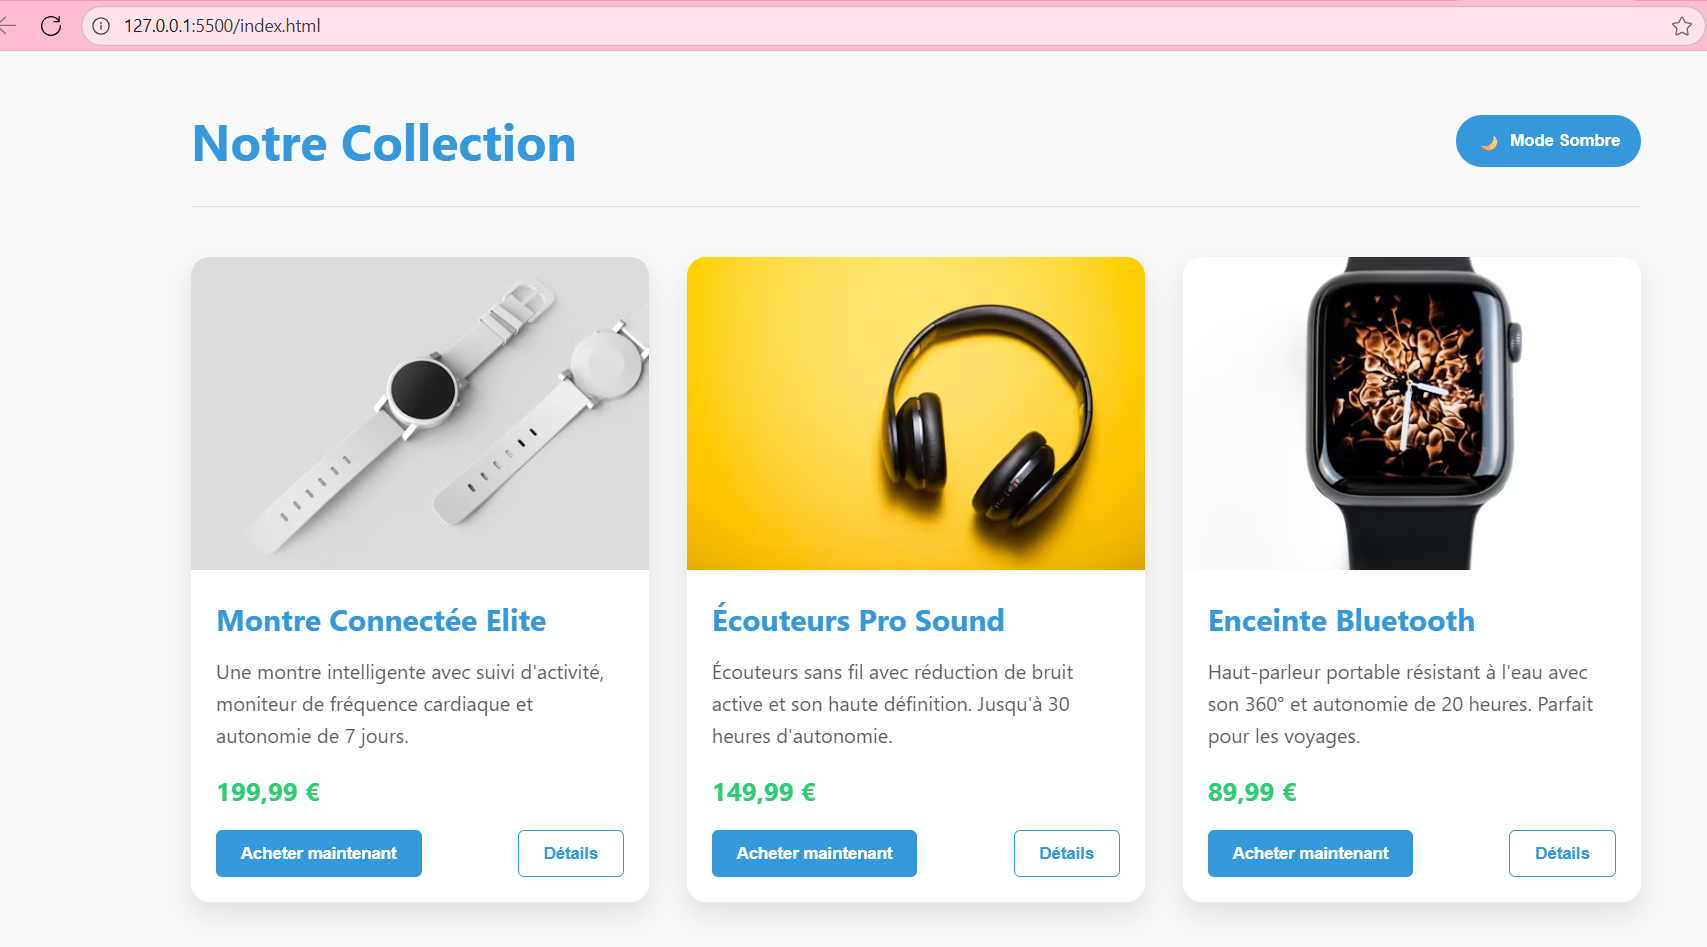 127.0.0.1:5500/index.html
Notre Collection
🌙 Mode Sombre
Montre Connectée Elite
Une montre intelligente avec suivi d'activité,
moniteur de fréquence cardiaque et
autonomie de 7 jours.
199,99 €
Acheter maintenant
Détails
Écouteurs Pro Sound
Écouteurs sans fil avec réduction de bruit
active et son haute définition. Jusqu'à 30
heures d'autonomie.
149,99 €
Acheter maintenant
Détails
Enceinte Bluetooth
Haut-parleur portable résistant à l'eau avec
son 360° et autonomie de 20 heures. Parfait
pour les voyages.
89,99 €
Acheter maintenant
Détails